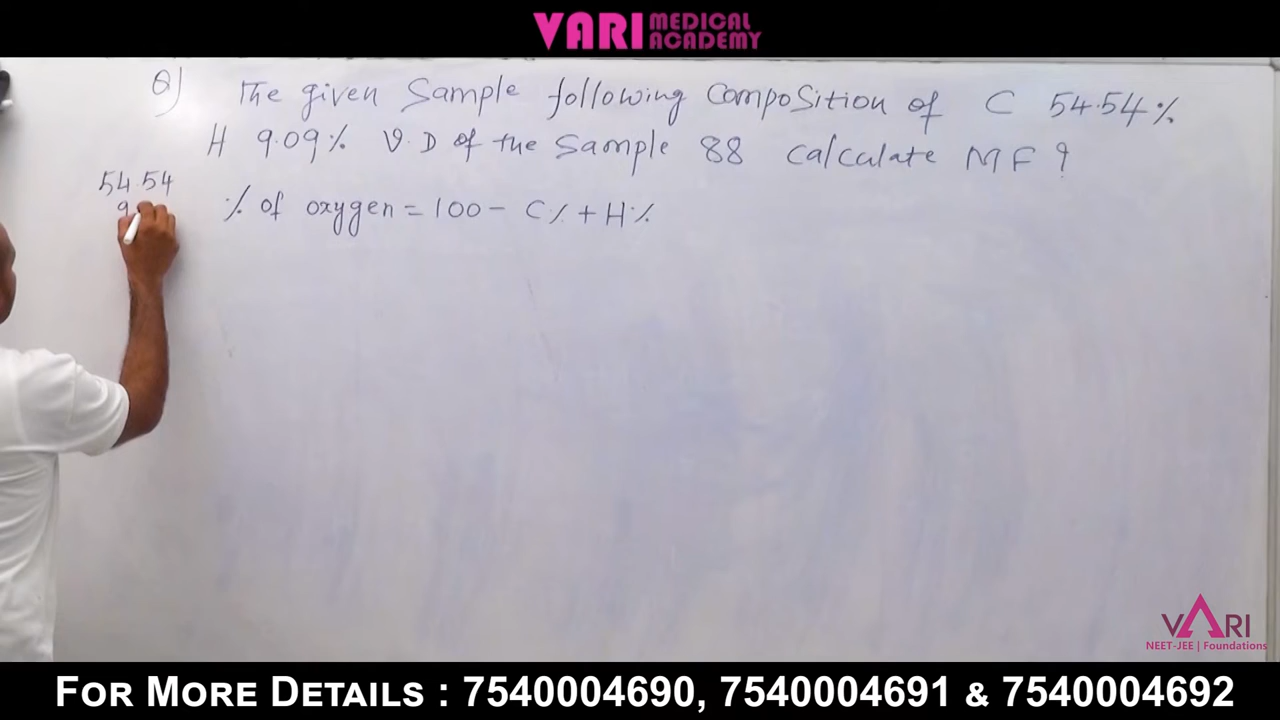 VARI MEDICAL ACADEMY
Q) The given Sample following Composition of C 54.54%
H 9.09% V.D of the Sample 88 calculate MF?
54.54
9
% of oxygen = 100 - C% + H%
VARI
NEET-JEE | Foundations
FOR MORE DETAILS : 7540004690, 7540004691 & 7540004692